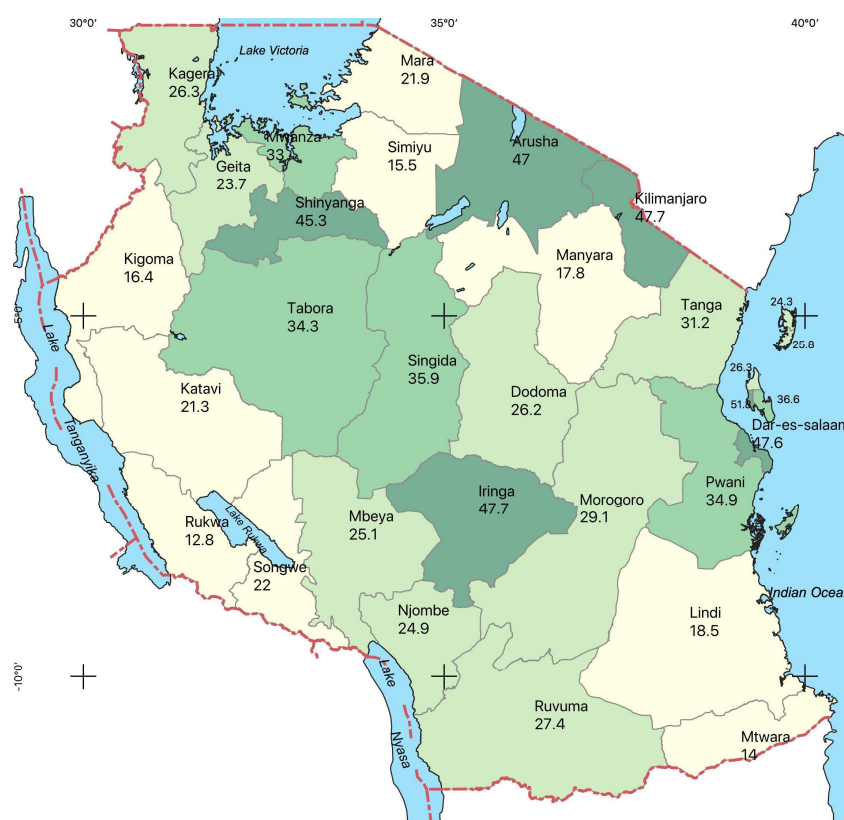 30°0'
35°0'
40°0'
Lake Victoria
Mara
21.9
Kagera
26.3
Mwanza
33
Simiyu
15.5
Arusha
47
Geita
23.7
Shinyanga
45.3
Kilimanjaro
47.7
Kigoma
16.4
Manyara
17.8
-5°0'
Lake
Tanganyika
Tabora
34.3
Tanga
31.2
24.3
25.8
Singida
35.9
Katavi
21.3
Dodoma
26.2
26.3
51.8
36.6
Dar-es-salaam
47.6
Pwani
34.9
Iringa
47.7
Morogoro
29.1
Mbeya
25.1
Rukwa
12.8
Lake Rukwa
Songwe
22
Indian Ocea
Njombe
24.9
Lindi
18.5
-10°0'
Lake
Nyasa
Ruvuma
27.4
Mtwara
14